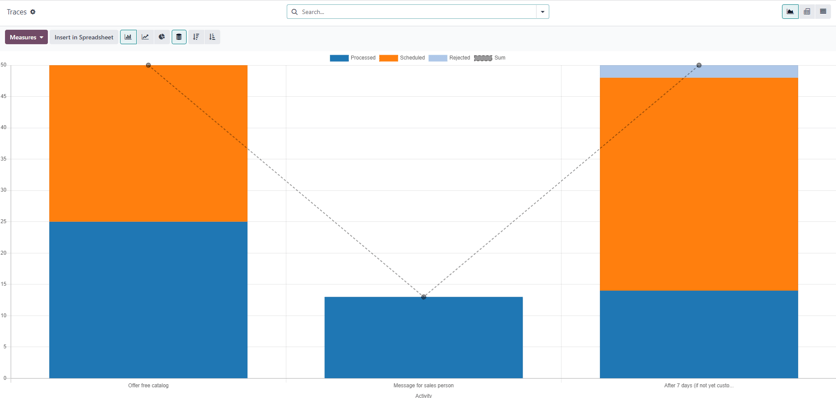 Traces
Search...
Measures
Insert in Spreadsheet
Processed Scheduled Rejected Sum
50
45
40
35
30
25
20
15
10
5
0
Offer free catalog Message for sales person After 7 days (if not yet custo...
Activity